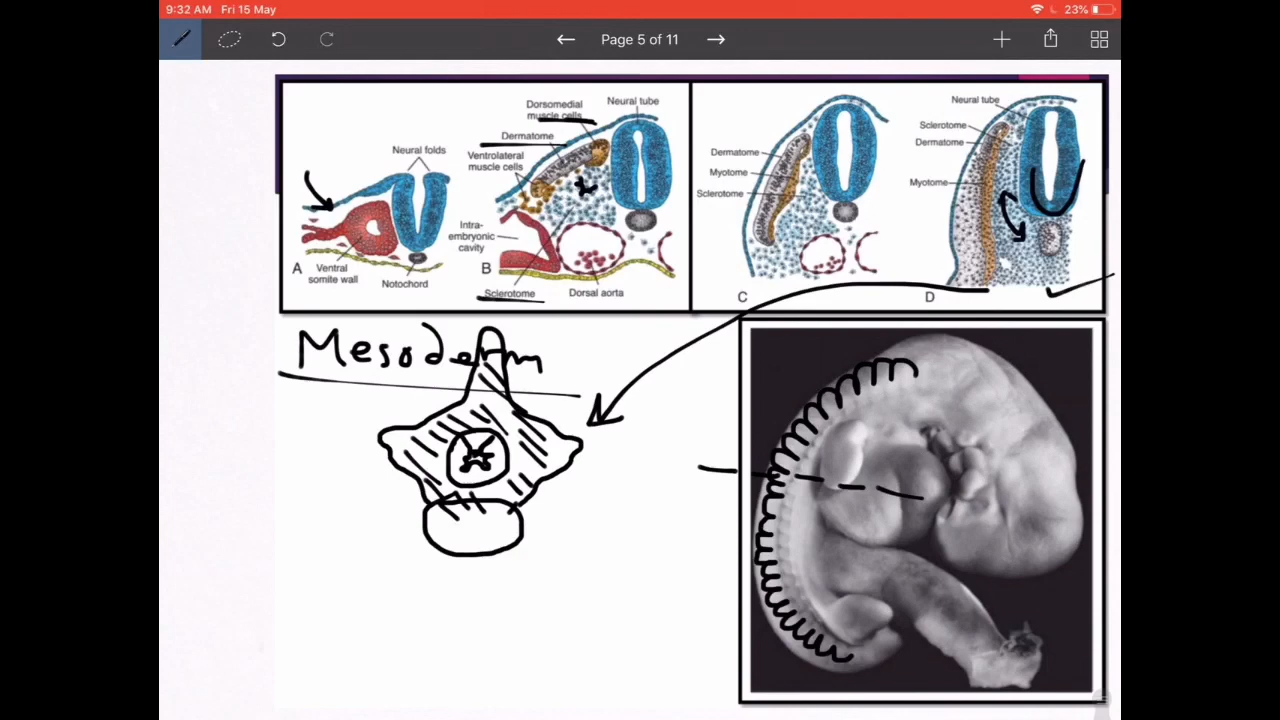 9:32 AM Fri 15 May
23%
Page 5 of 11
Neural folds
Ventral
somite wall
Notochord
A
Dorsomedial
muscle cells
Neural tube
Dermatome
Ventrolateral
muscle cells
Intra-
embryonic
cavity
B
Sclerotome
Dorsal aorta
Dermatome
Myotome
Sclerotome
C
Neural tube
Sclerotome
Dermatome
Myotome
D
Mesoderm